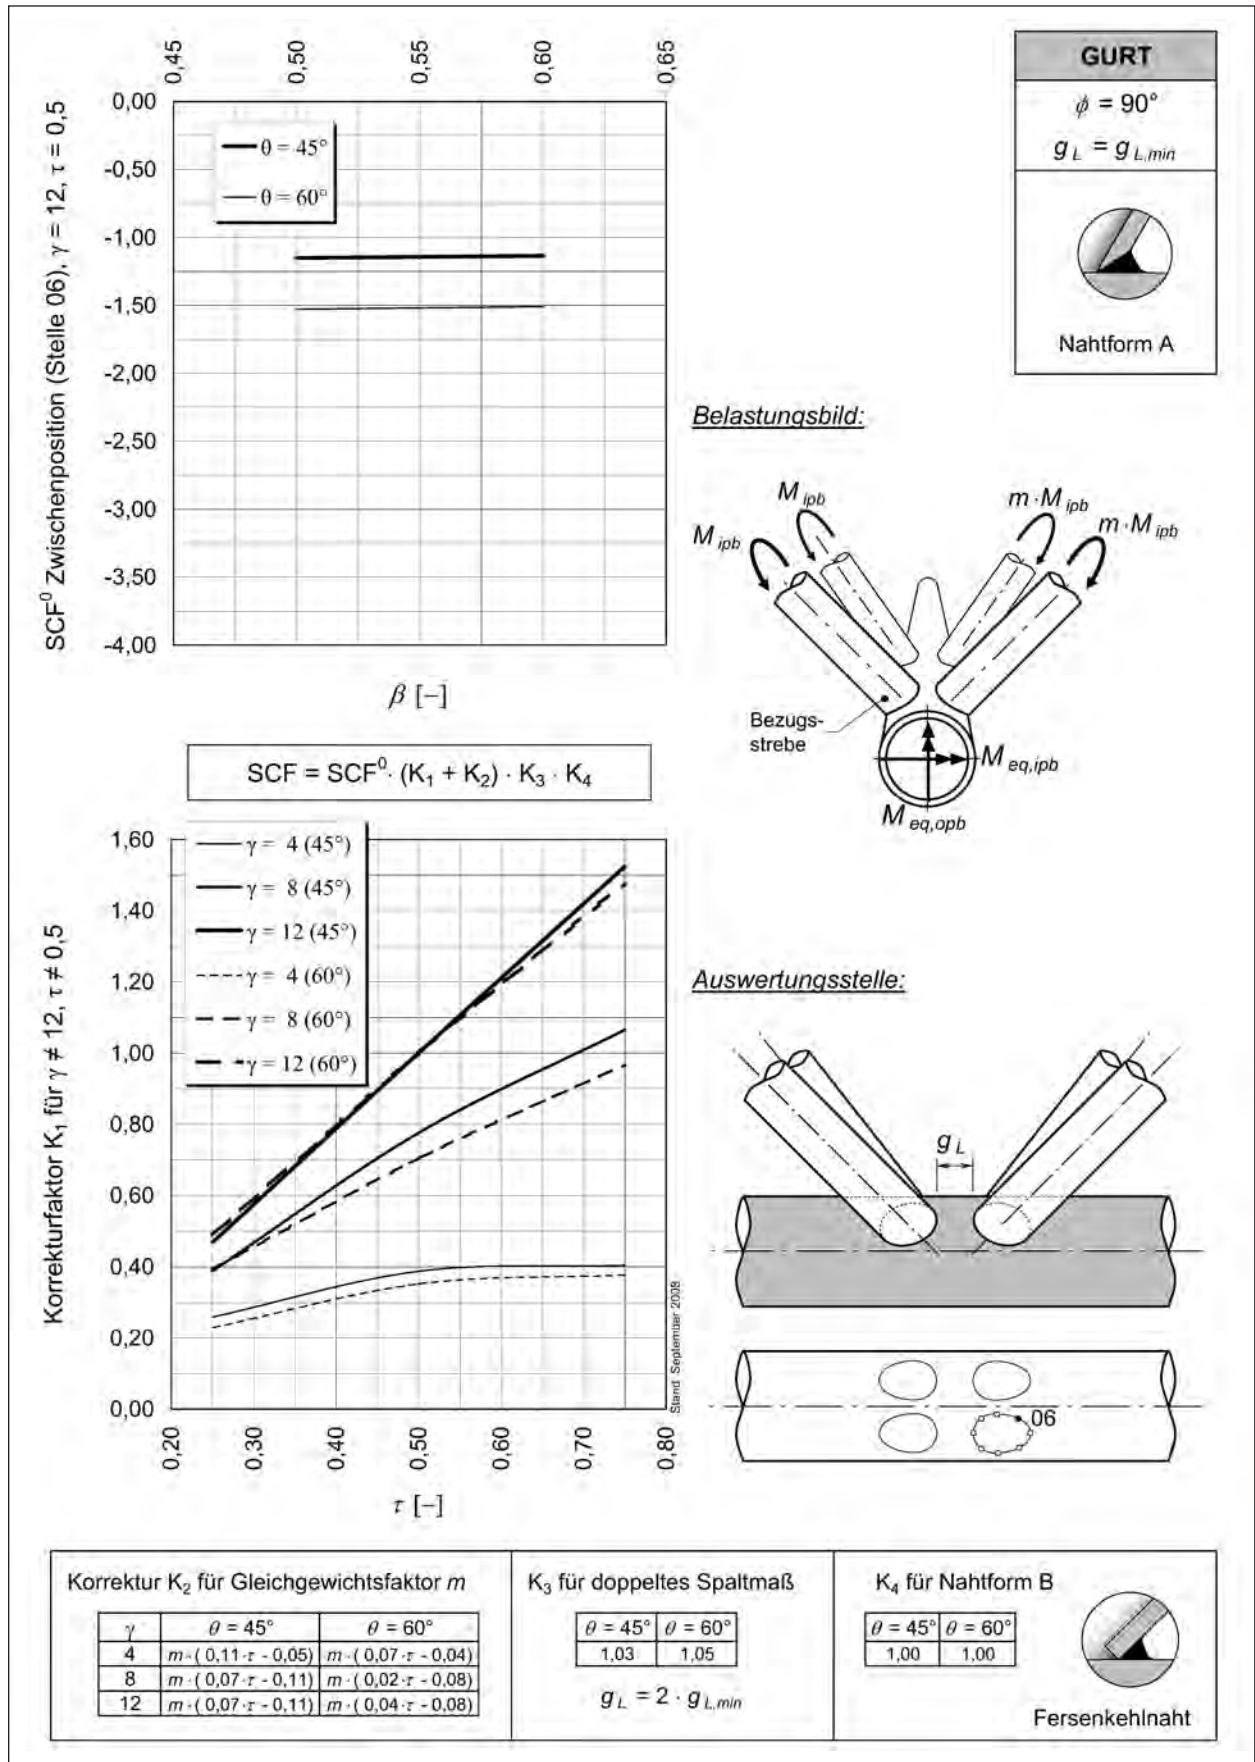 0,45
0,50
0,55
0,60
0,65
0,00
-0,50
-1,00
-1,50
-2,00
-2,50
-3,00
-3,50
-4,00
SCF⁰ Zwischenposition (Stelle 06), γ = 12, τ = 0,5
θ = 45°
θ = 60°
β [−]
GURT
ϕ = 90°
g L = g L,min
Nahtform A
Belastungsbild:
M ipb
m·M ipb
M ipb
m·M ipb
Bezugs-
strebe
M eq,ipb
M eq,opb
SCF = SCF⁰· (K₁ + K₂) · K₃ · K₄
1,60
1,40
1,20
1,00
0,80
0,60
0,40
0,20
0,00
Korrekturfaktor K₁ für γ ≠ 12, τ ≠ 0,5
γ = 4 (45°)
γ = 8 (45°)
γ = 12 (45°)
γ = 4 (60°)
γ = 8 (60°)
γ = 12 (60°)
0,20
0,30
0,40
0,50
0,60
0,70
0,80
τ [−]
Stand September 2008
Auswertungsstelle:
g L
06
Korrektur K₂ für Gleichgewichtsfaktor m
γ θ = 45° θ = 60°
4 m·( 0,11·τ - 0,05) m·( 0,07·τ - 0,04)
8 m·( 0,07·τ - 0,11) m·( 0,02·τ - 0,08)
12 m·( 0,07·τ - 0,11) m·( 0,04·τ - 0,08)
K₃ für doppeltes Spaltmaß
θ = 45° θ = 60°
1,03 1,05
g L = 2 · g L,min
K₄ für Nahtform B
θ = 45° θ = 60°
1,00 1,00
Fersenkehlnaht